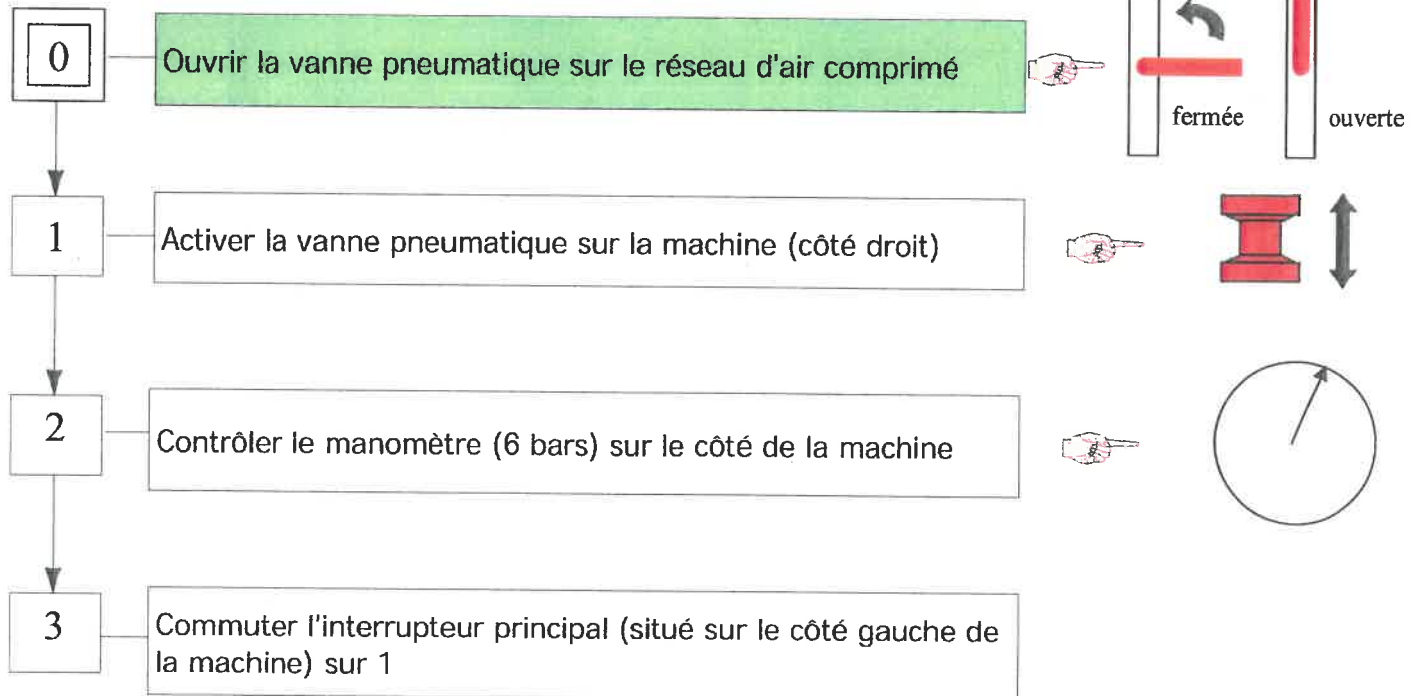 0
Ouvrir la vanne pneumatique sur le réseau d'air comprimé
fermée
ouverte
1
Activer la vanne pneumatique sur la machine (côté droit)
2
Contrôler le manomètre (6 bars) sur le côté de la machine
3
Commuter l'interrupteur principal (situé sur le côté gauche de
la machine) sur 1